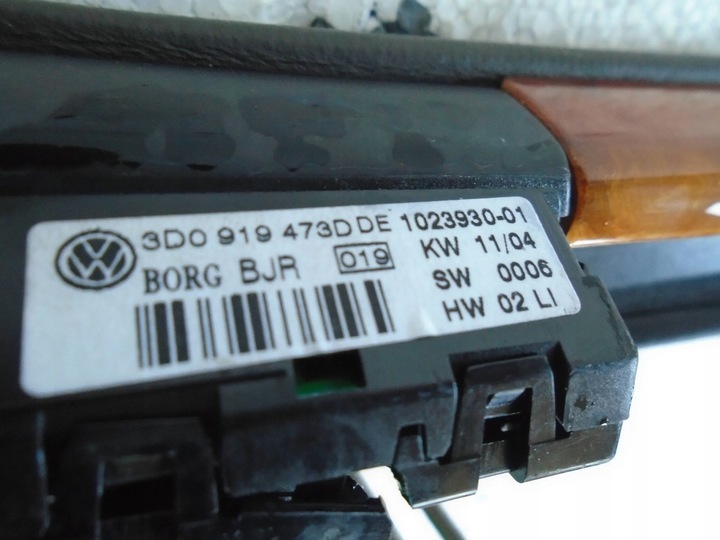 3D0 919 473D DE 1023930-01
BORG BJR 019 KW 11/04
SW 0006
HW 02 LI